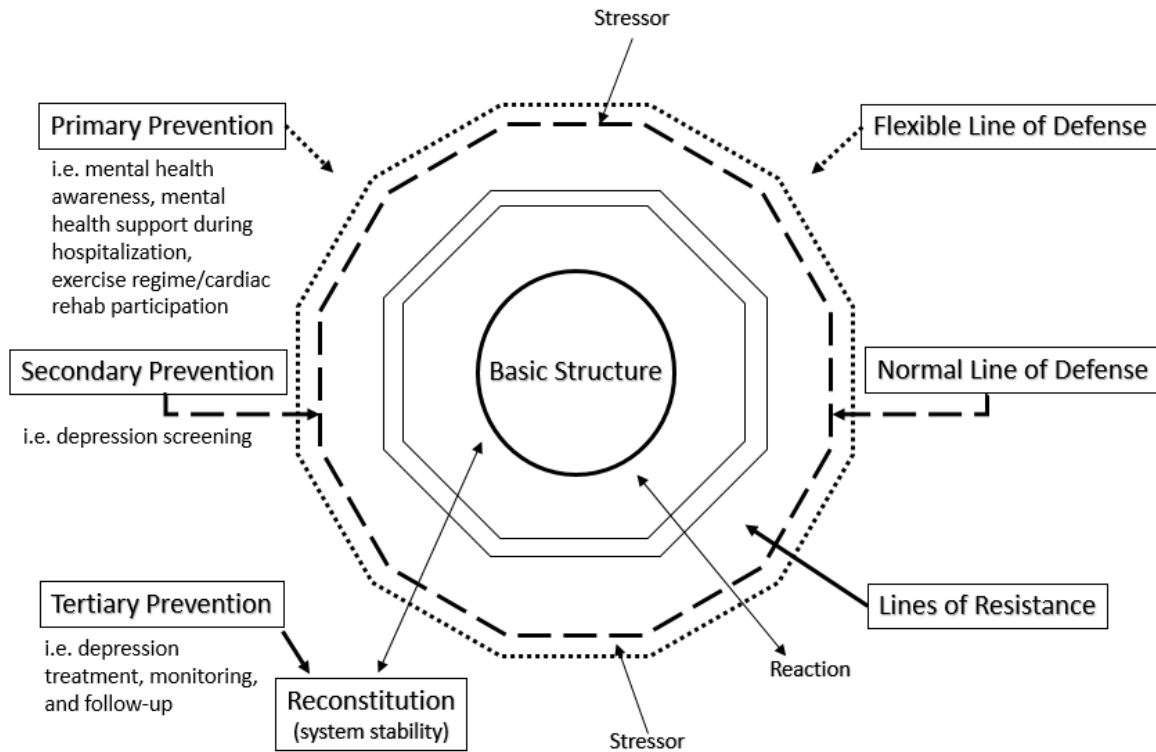 Stressor
Primary Prevention
i.e. mental health
awareness, mental
health support during
hospitalization,
exercise regime/cardiac
rehab participation
Flexible Line of Defense
Secondary Prevention
i.e. depression screening
Basic Structure
Normal Line of Defense
Tertiary Prevention
i.e. depression
treatment, monitoring,
and follow-up
Reconstitution
(system stability)
Lines of Resistance
Reaction
Stressor